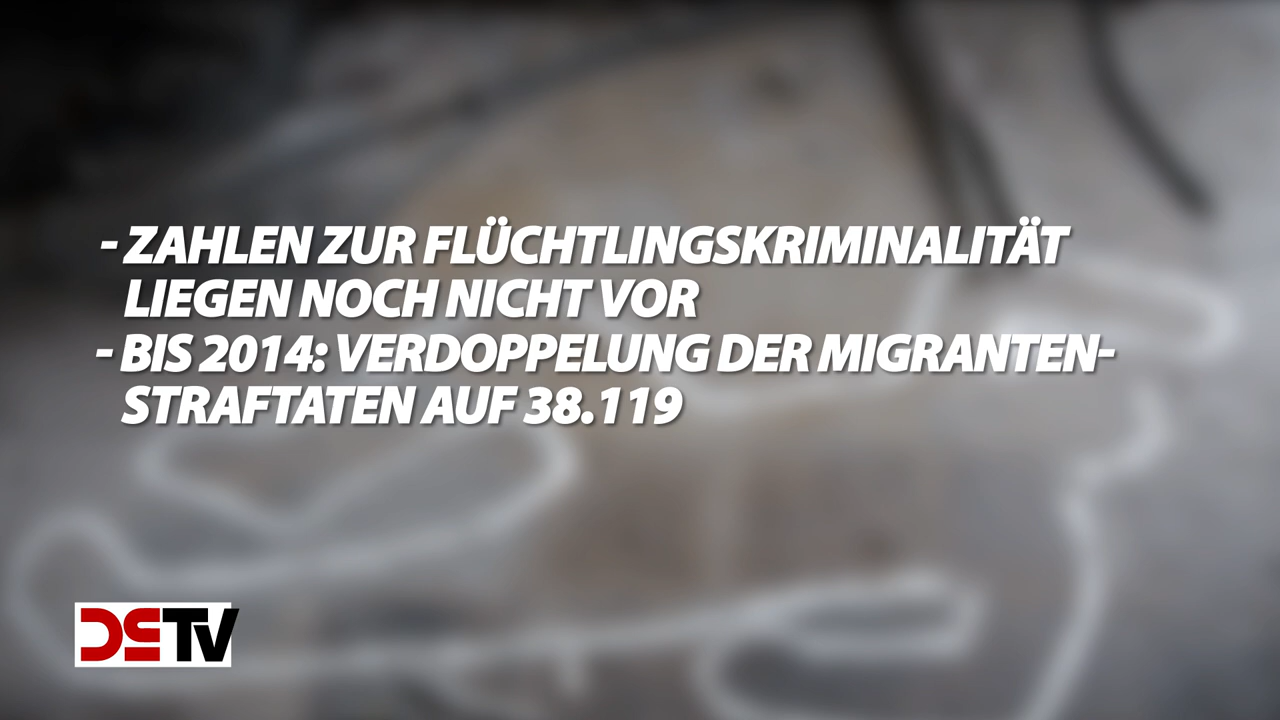 - ZAHLEN ZUR FLÜCHTLINGSKRIMINALITÄT
LIEGEN NOCH NICHT VOR
- BIS 2014: VERDOPPELUNG DER MIGRANTEN-
STRAFTATEN AUF 38.119
DSTV